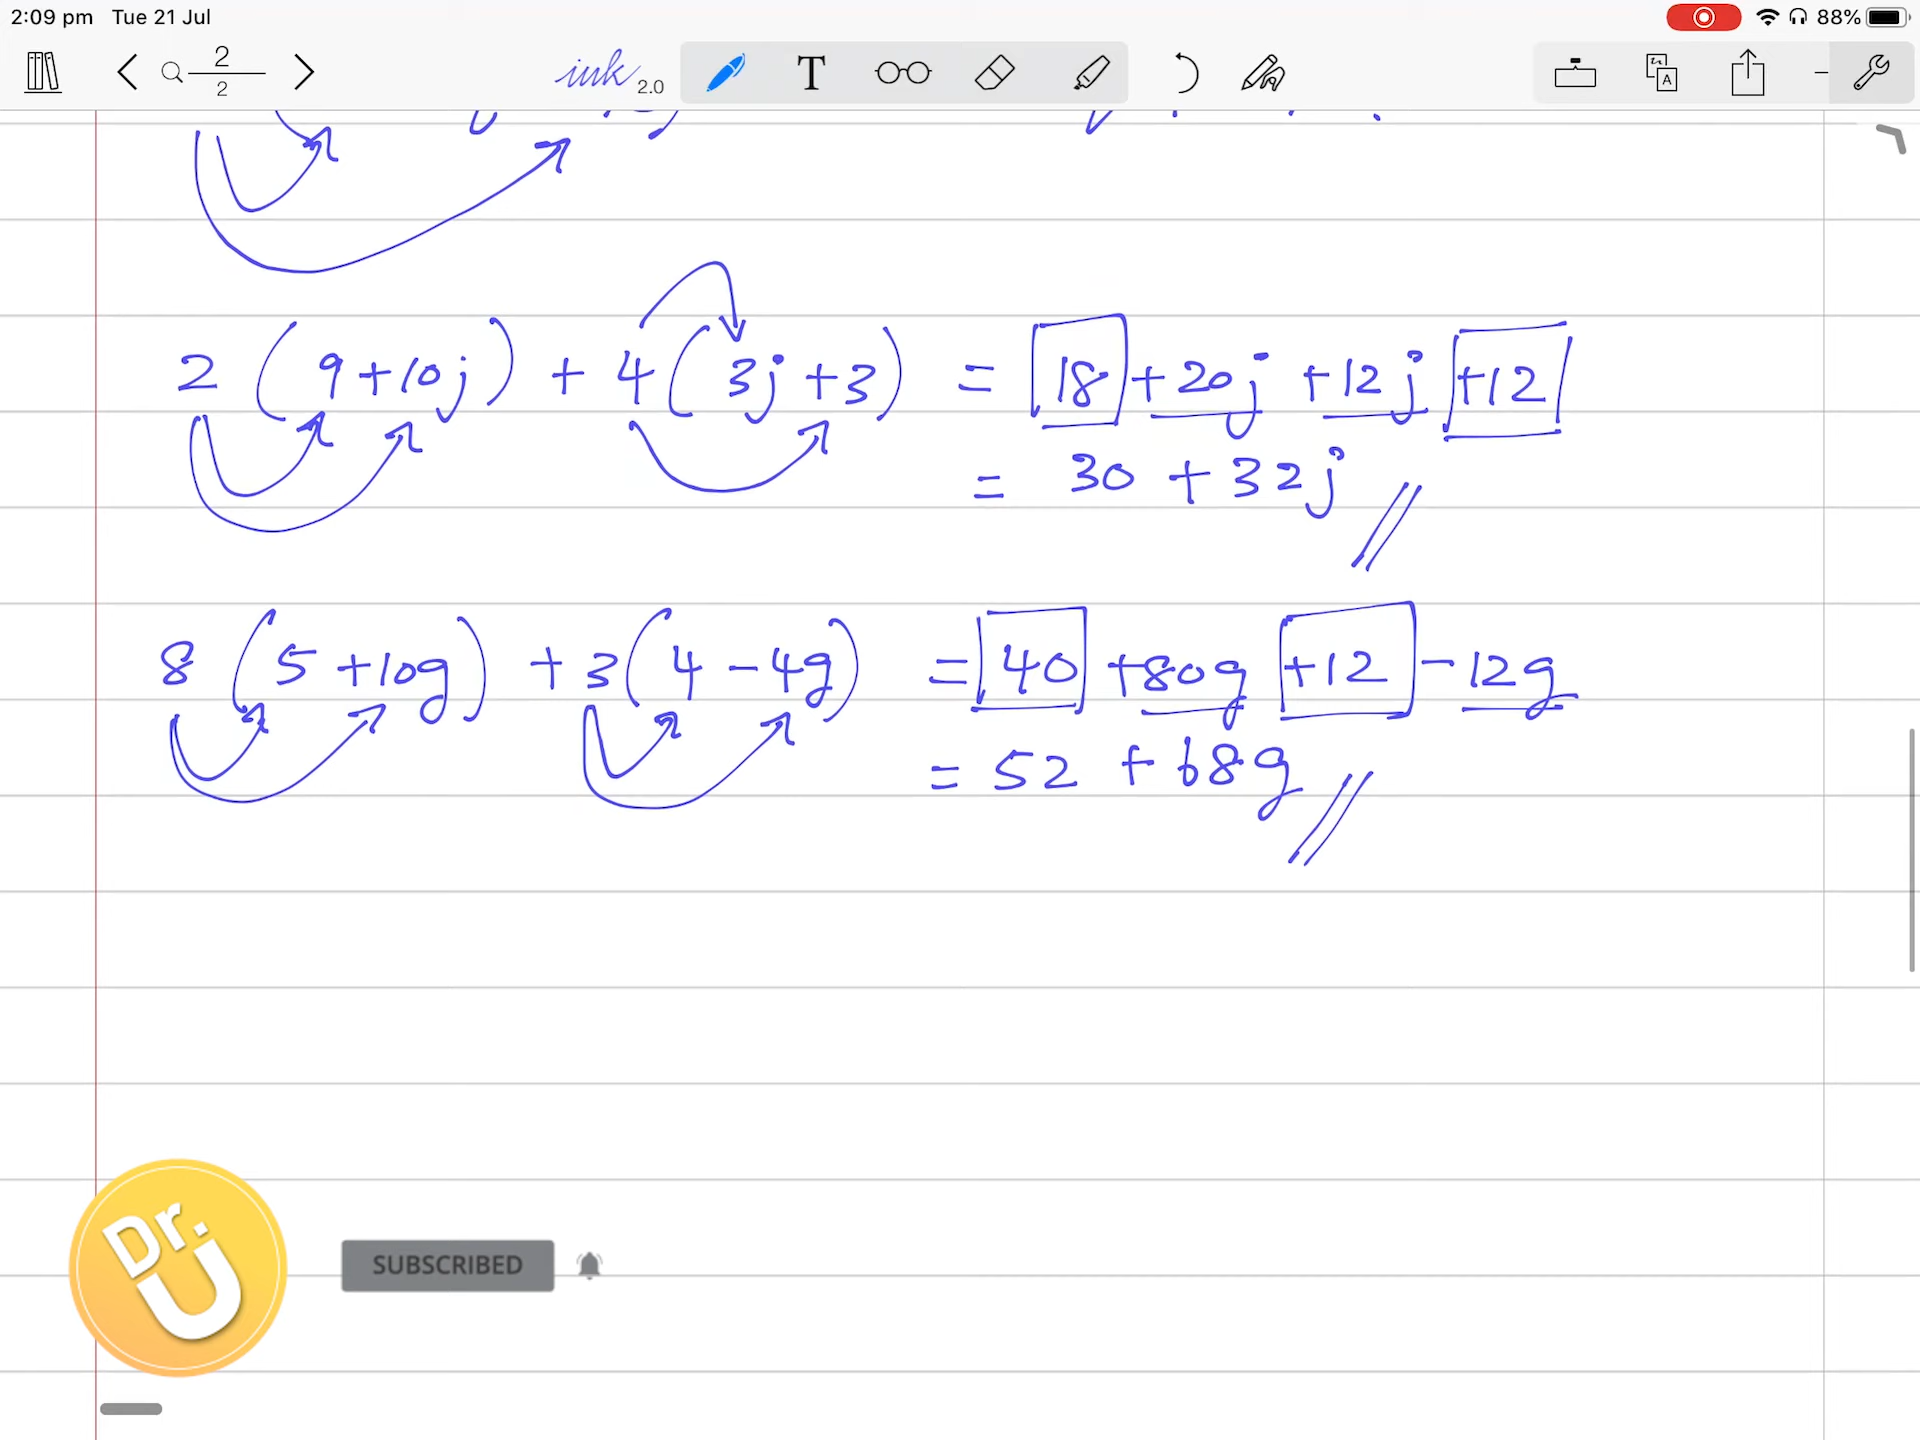 2:09 pm Tue 21 Jul 88%
2
2
ink 2.0 T
2 (9+10j) + 4(3j+3) = 18 +20j +12j +12
= 30 + 32j //
8 (5+10g) +3(4-4g) = 40 +80g +12 -12g
= 52 + 68g //
Dr. U
SUBSCRIBED